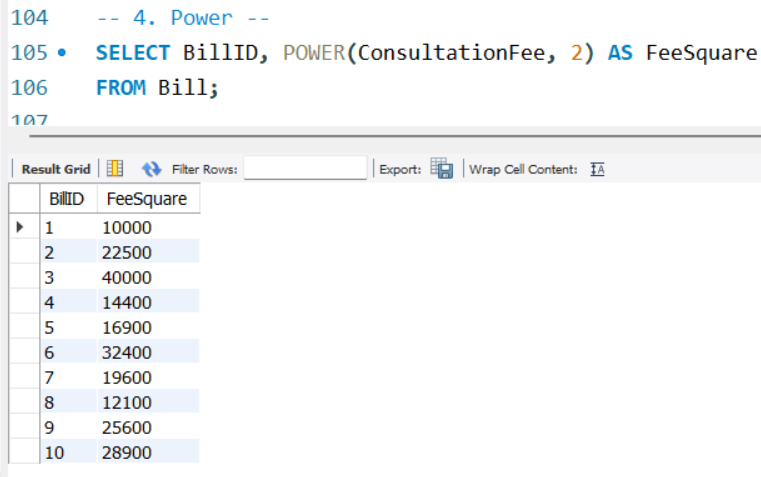 104 -- 4. Power --
105 SELECT BillID, POWER(ConsultationFee, 2) AS FeeSquare
106 FROM Bill;
107
Result Grid Filter Rows: Export: Wrap Cell Content: IA
BillID FeeSquare
1 10000
2 22500
3 40000
4 14400
5 16900
6 32400
7 19600
8 12100
9 25600
10 28900